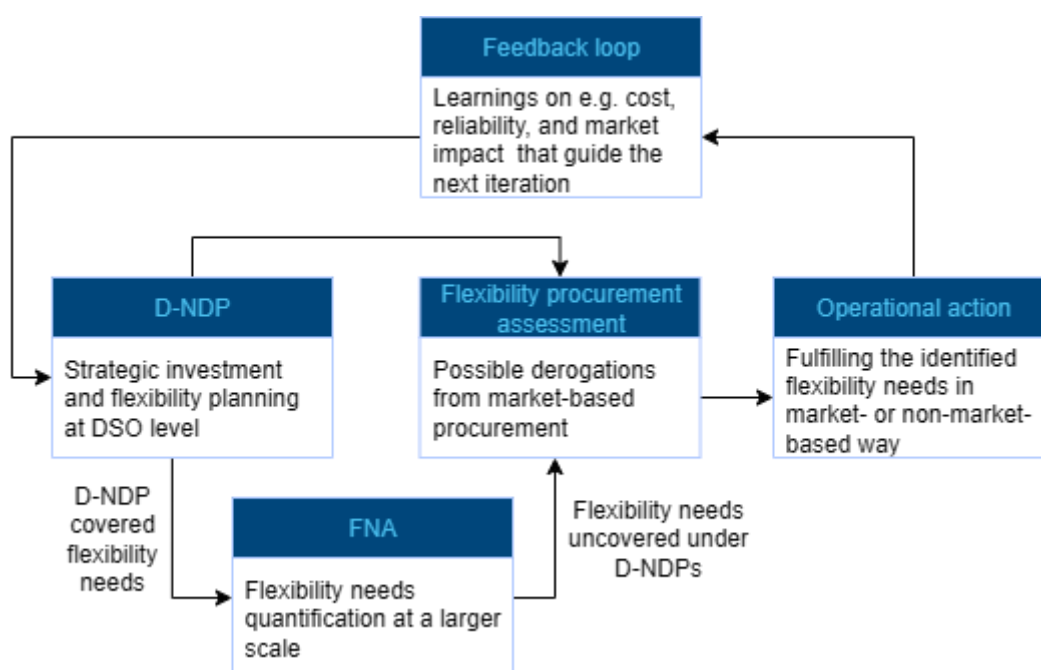 Feedback loop
Learnings on e.g. cost,
reliability, and market
impact that guide the
next iteration
D-NDP
Strategic investment
and flexibility planning
at DSO level
Flexibility procurement
assessment
Possible derogations
from market-based
procurement
Operational action
Fulfilling the identified
flexibility needs in
market- or non-market-
based way
D-NDP
covered
flexibility
needs
FNA
Flexibility needs
quantification at a larger
scale
Flexibility needs
uncovered under
D-NDPs